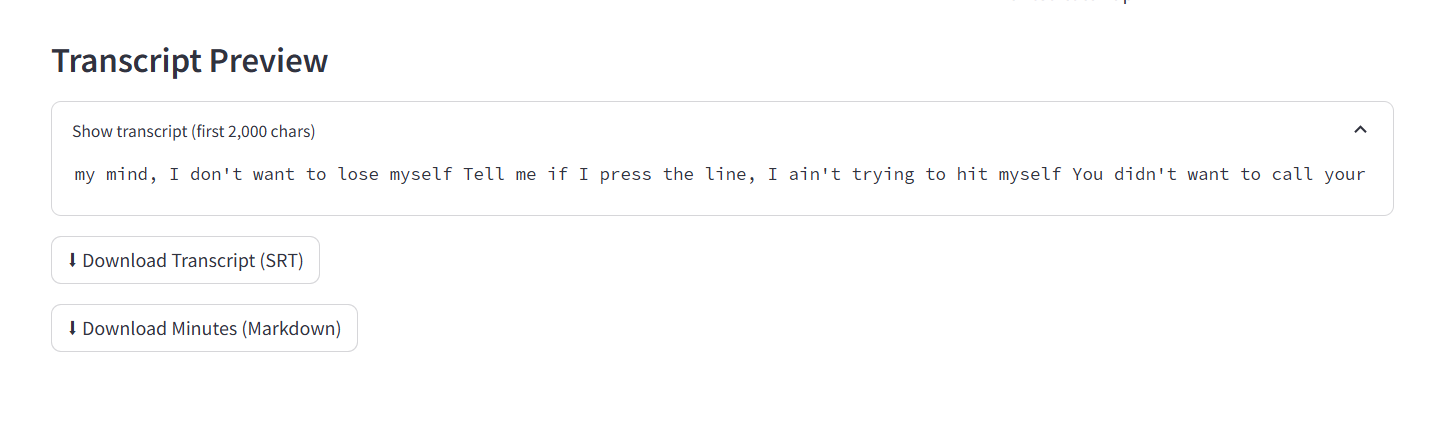 Transcript Preview
Show transcript (first 2,000 chars)
my mind, I don't want to lose myself Tell me if I press the line, I ain't trying to hit myself You didn't want to call your
⬇ Download Transcript (SRT)
⬇ Download Minutes (Markdown)